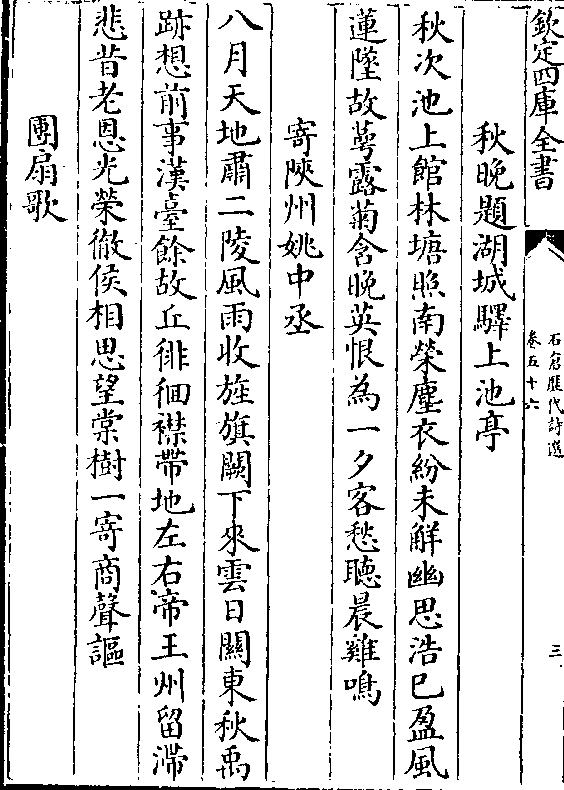 欽定四庫全書
石倉歷代詩選
卷五十六
三
秋晚題湖城驛上池亭
秋次池上館林塘照南榮塵衣紛未解幽思浩已盈風
蓮墜故萼露菊含晚英恨為一夕客愁聽晨雞鳴
寄陜州姚中丞
八月天地肅二陵風雨收旌旗闕下來雲日關東秋禹
跡想前事漢臺餘故丘徘徊襟帶地左右帝王州留滯
悲昔老恩光榮徹侯相思望棠樹一寄商聲謳
團扇歌